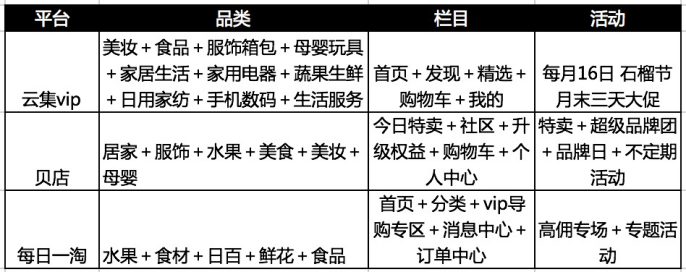 平台 品类 栏目 活动
云集vip
美妆+食品+服饰箱包+母婴玩具
+家居生活+家用电器+蔬果生鲜
+日用家纺+手机数码+生活服务
首页+发现+精选+
购物车+我的
每月16日 石榴节
月末三天大促
贝店
居家+服饰+水果+美食+美妆+
母婴
今日特卖+社区+升
级权益+购物车+个
人中心
特卖+超级品牌团
+品牌日+不定期
活动
每日一淘
水果+食材+日百+鲜花+食品
首页+分类+vip导
购专区+消息中心+
订单中心
高佣专场+专题活
动